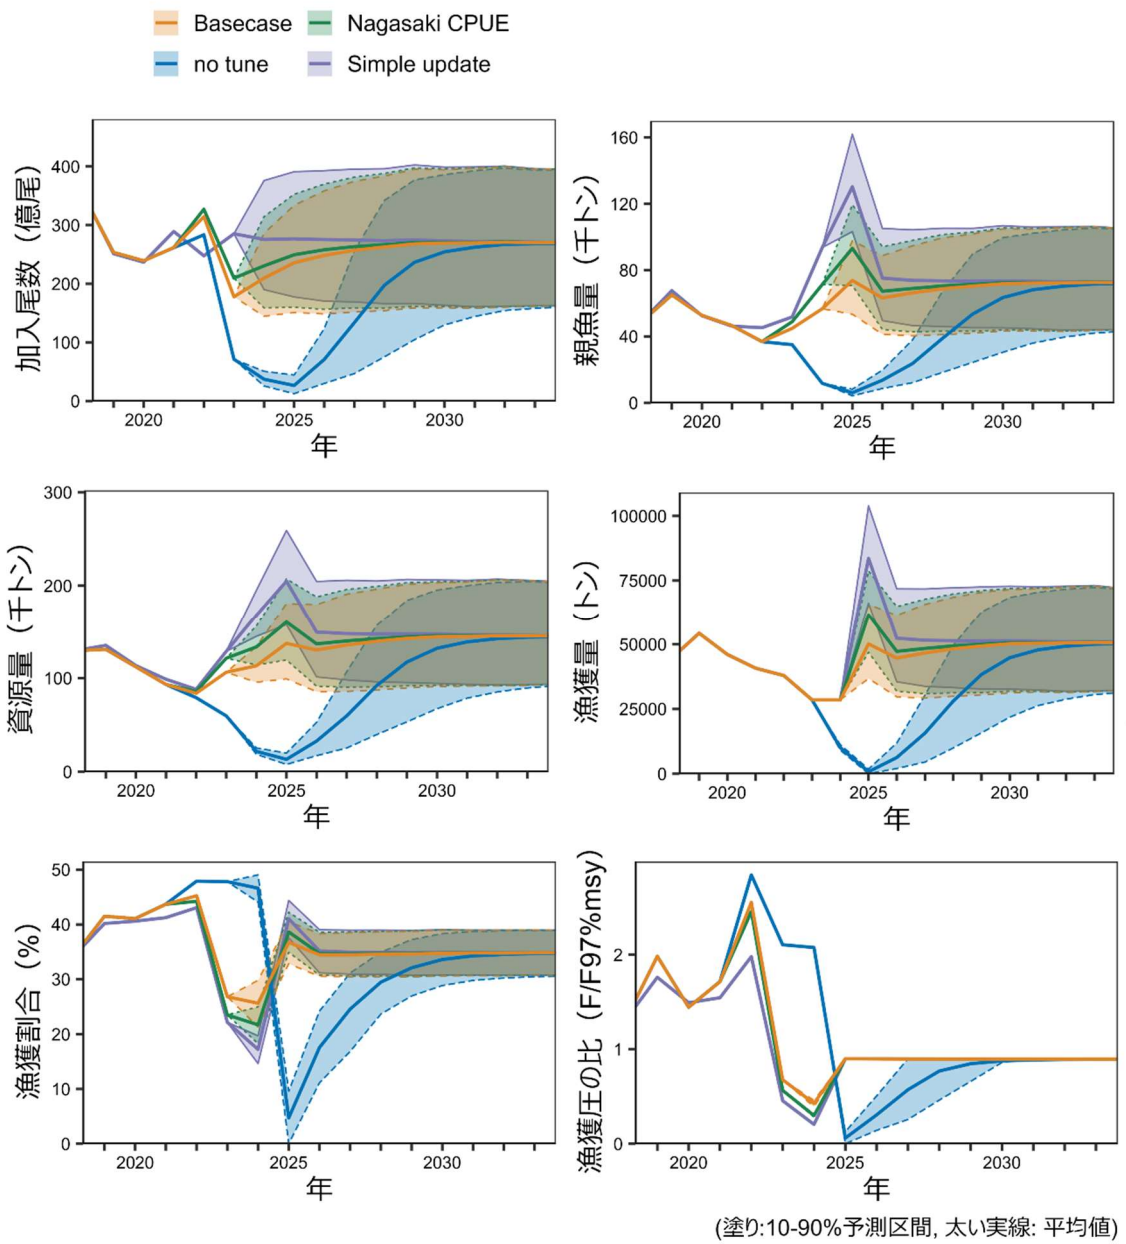 Basecase
Nagasaki CPUE
no tune
Simple update
加入尾数（億尾）
400
300
200
100
0
2020
2025
2030
年
親魚量（千トン）
160
120
80
40
0
2020
2025
2030
年
資源量（千トン）
300
200
100
0
2020
2025
2030
年
漁獲量（トン）
100000
75000
50000
25000
0
2020
2025
2030
年
漁獲割合（%）
50
40
30
20
10
0
2020
2025
2030
年
漁獲圧の比（F/F97%msy）
2
1
0
2020
2025
2030
年
(塗り:10-90%予測区間, 太い実線: 平均値)